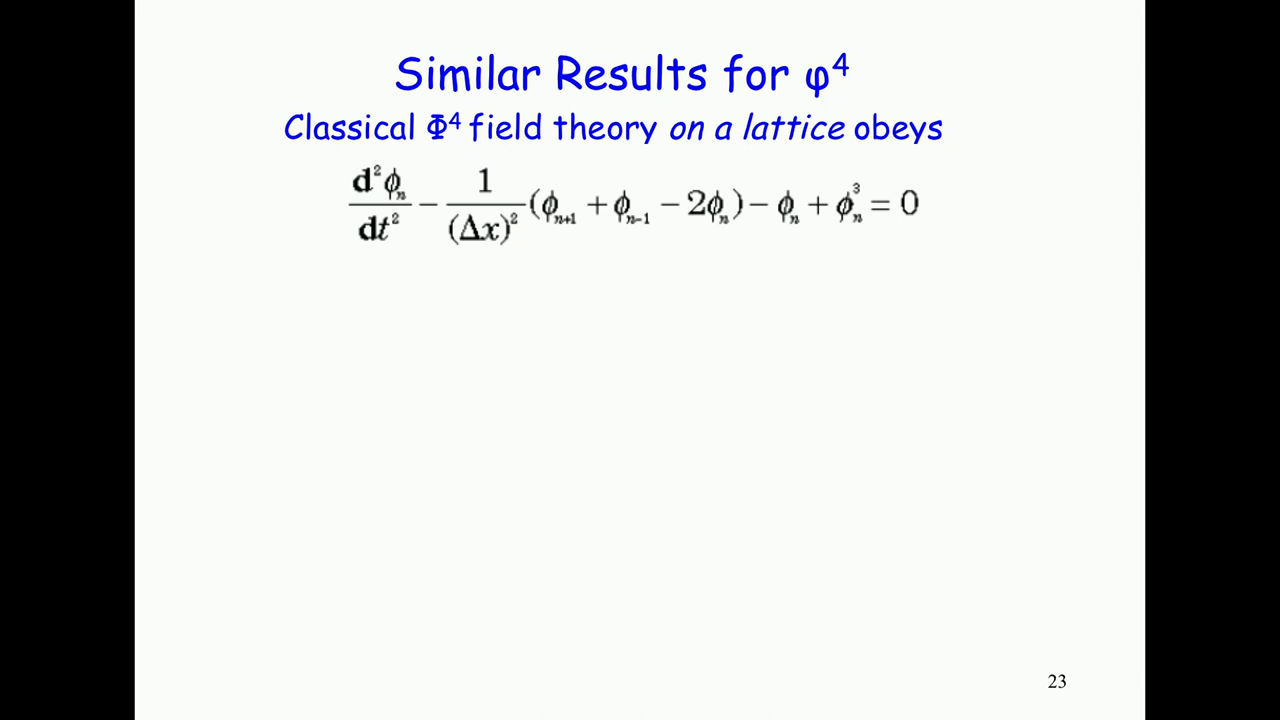 Similar Results for φ⁴
Classical Φ⁴ field theory on a lattice obeys
d²ϕₙ/dt² − 1/(Δx)² (ϕₙ₊₁ + ϕₙ₋₁ − 2ϕₙ) − ϕₙ + ϕₙ³ = 0
23